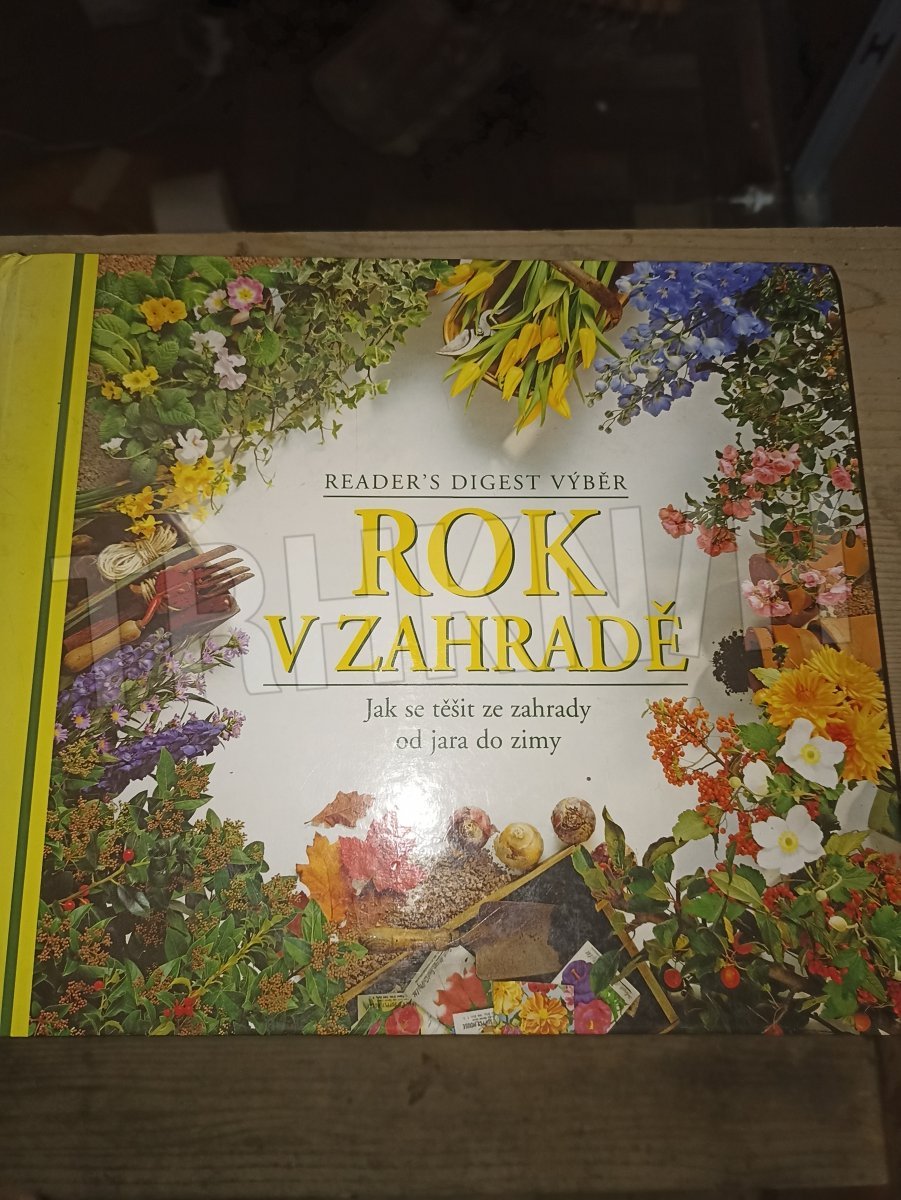 READER'S DIGEST VÝBĚR
ROK
V ZAHRADĚ
Jak se těšit ze zahrady
od jara do zimy